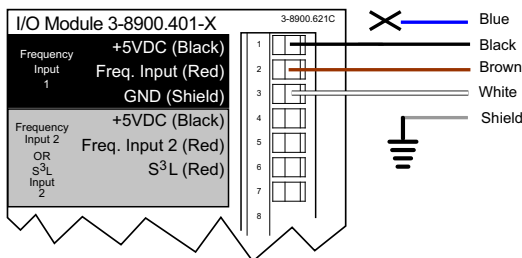 I/O Module 3-8900.401-X
3-8900.621C
Frequency
Input
1
+5VDC (Black)
Freq. Input (Red)
GND (Shield)
Frequency
Input 2
OR
S³L
Input
2
+5VDC (Black)
Freq. Input 2 (Red)
S³L (Red)
1
2
3
4
5
6
7
8
Blue
Black
Brown
White
Shield